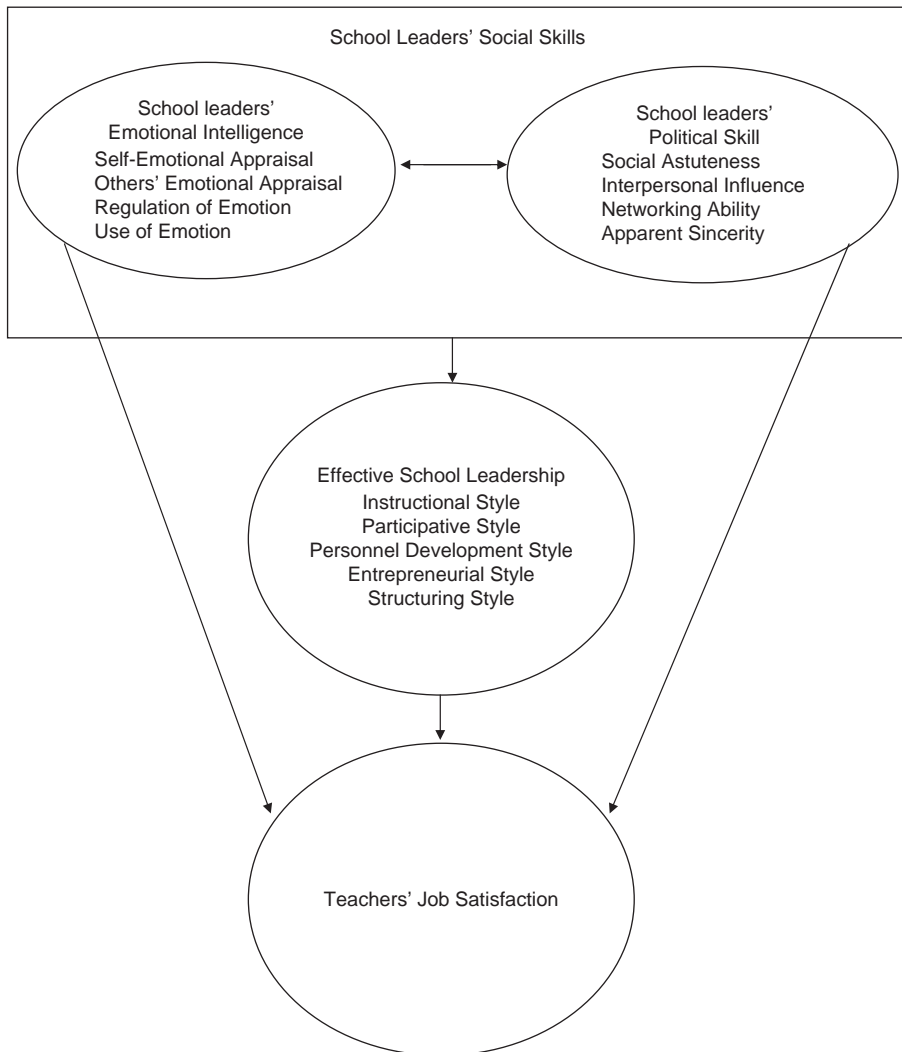 School Leaders’ Social Skills
School leaders’
Emotional Intelligence
Self-Emotional Appraisal
Others’ Emotional Appraisal
Regulation of Emotion
Use of Emotion
School leaders’
Political Skill
Social Astuteness
Interpersonal Influence
Networking Ability
Apparent Sincerity
Effective School Leadership
Instructional Style
Participative Style
Personnel Development Style
Entrepreneurial Style
Structuring Style
Teachers’ Job Satisfaction